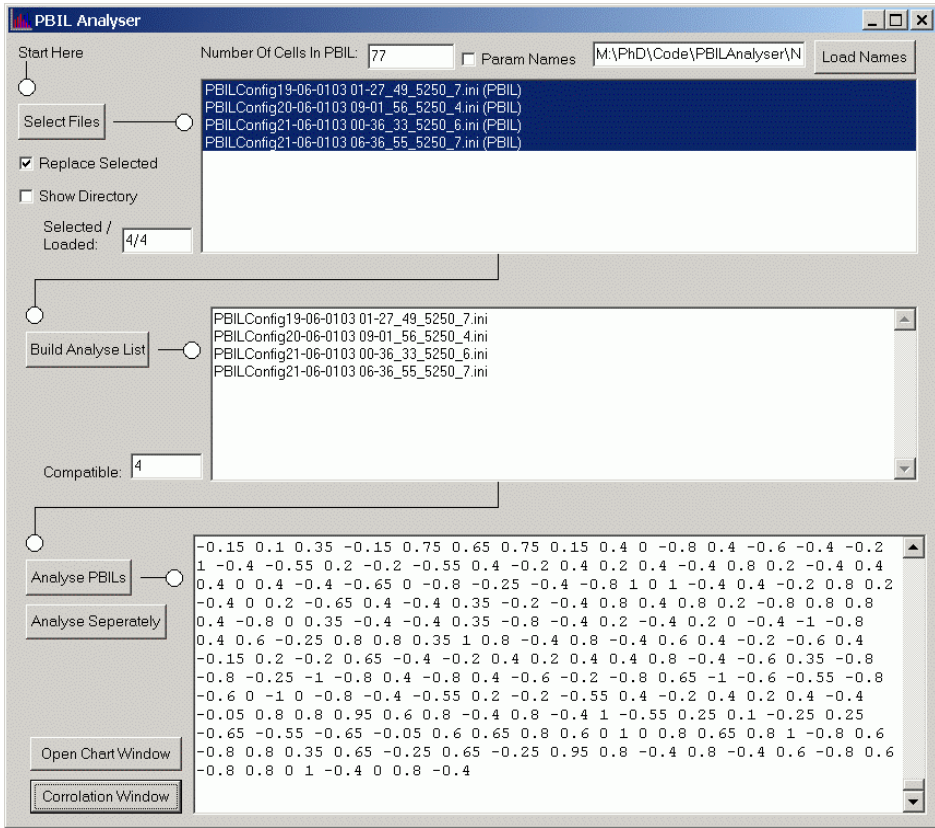 PBIL Analyser
Start Here
Number Of Cells In PBIL: 77 Param Names M:\PhD\Code\PBILAnalyser\N Load Names
Select Files
PBILConfig19-06-0103 01-27_49_5250_7.ini (PBIL)
PBILConfig20-06-0103 09-01_56_5250_4.ini (PBIL)
PBILConfig21-06-0103 00-36_33_5250_6.ini (PBIL)
PBILConfig21-06-0103 06-36_55_5250_7.ini (PBIL)
Replace Selected
Show Directory
Selected /
Loaded: 4/4
Build Analyse List
PBILConfig19-06-0103 01-27_49_5250_7.ini
PBILConfig20-06-0103 09-01_56_5250_4.ini
PBILConfig21-06-0103 00-36_33_5250_6.ini
PBILConfig21-06-0103 06-36_55_5250_7.ini
Compatible: 4
Analyse PBILs
Analyse Seperately
-0.15 0.1 0.35 -0.15 0.75 0.65 0.75 0.15 0.4 0 -0.8 0.4 -0.6 -0.4 -0.2
1 -0.4 -0.55 0.2 -0.2 -0.55 0.4 -0.2 0.4 0.2 0.4 -0.4 0.8 0.2 -0.4 0.4
0.4 0 0.4 -0.4 -0.65 0 -0.8 -0.25 -0.4 -0.8 1 0 1 -0.4 0.4 -0.2 0.8 0.2
-0.4 0 0.2 -0.65 0.4 -0.4 0.35 -0.2 -0.4 0.8 0.4 0.8 0.2 -0.8 0.8 0.8
0.4 -0.8 0 0.35 -0.4 -0.4 0.35 -0.8 -0.4 0.2 -0.4 0.2 0 -0.4 -1 -0.8
0.4 0.6 -0.25 0.8 0.8 0.35 1 0.8 -0.4 0.8 -0.4 0.6 0.4 -0.2 -0.6 0.4
-0.15 0.2 -0.2 0.65 -0.4 -0.2 0.4 0.2 0.4 0.4 0.8 -0.4 -0.6 0.35 -0.8
-0.8 -0.25 -1 -0.8 0.4 -0.8 0.4 -0.6 -0.2 -0.8 0.65 -1 -0.6 -0.55 -0.8
-0.6 0 -1 0 -0.8 -0.4 -0.55 0.2 -0.2 -0.55 0.4 -0.2 0.4 0.2 0.4 -0.4
-0.05 0.8 0.8 0.95 0.6 0.8 -0.4 0.8 -0.4 1 -0.55 0.25 0.1 -0.25 0.25
-0.65 -0.55 -0.65 -0.05 0.6 0.65 0.8 0.6 0 1 0 0.8 0.65 0.8 1 -0.8 0.6
-0.8 0.8 0.35 0.65 -0.25 0.65 -0.25 0.95 0.8 -0.4 0.8 -0.4 0.6 -0.8 0.6
-0.8 0.8 0 1 -0.4 0 0.8 -0.4
Open Chart Window
Corrolation Window